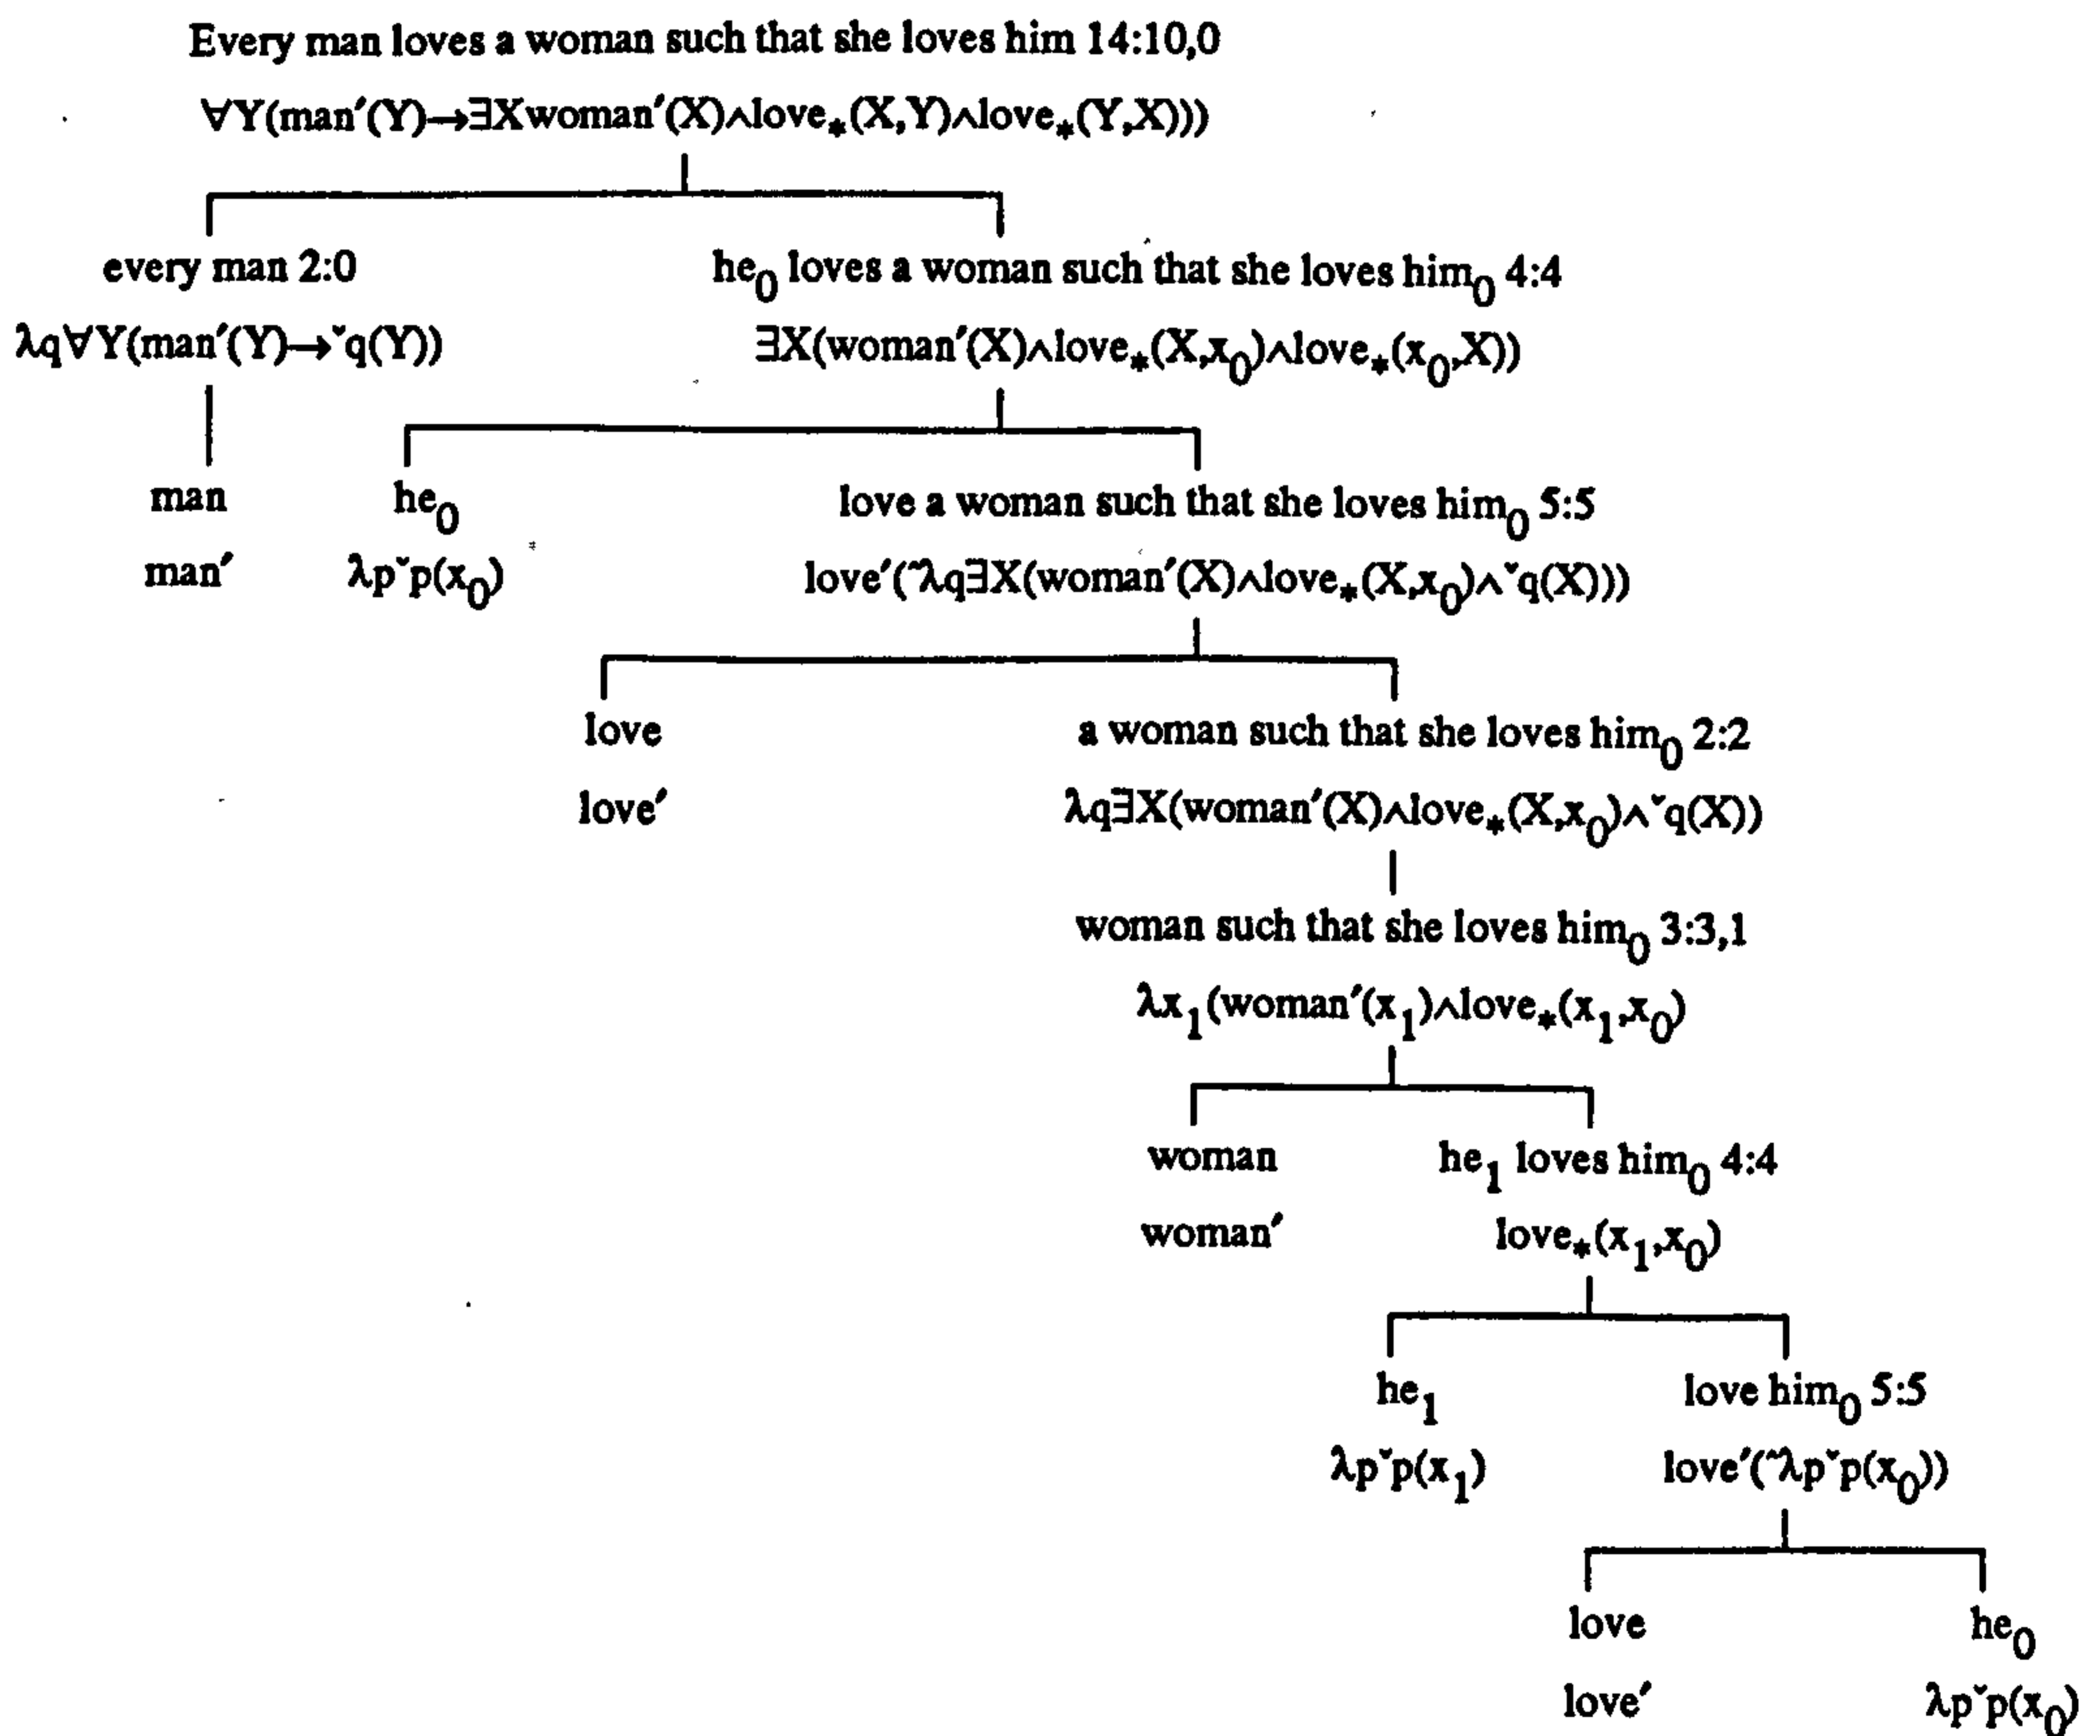 Every man loves a woman such that she loves him 14:10,0
∀Y(man′(Y)→∃Xwoman′(X)∧love⁎(X,Y)∧love⁎(Y,X)))
every man 2:0
he₀ loves a woman such that she loves him₀ 4:4
λq∀Y(man′(Y)→ˇq(Y))
∃X(woman′(X)∧love⁎(X,x₀)∧love⁎(x₀,X))
man
he₀
love a woman such that she loves him₀ 5:5
man′
λpˇp(x₀)
love′(ˆλq∃X(woman′(X)∧love⁎(X,x₀)∧ˇq(X)))
love
a woman such that she loves him₀ 2:2
love′
λq∃X(woman′(X)∧love⁎(X,x₀)∧ˇq(X))
woman such that she loves him₀ 3:3,1
λx₁(woman′(x₁)∧love⁎(x₁,x₀)
woman
he₁ loves him₀ 4:4
woman′
love⁎(x₁,x₀)
he₁
love him₀ 5:5
λpˇp(x₁)
love′(ˆλpˇp(x₀))
love
he₀
love′
λpˇp(x₀)